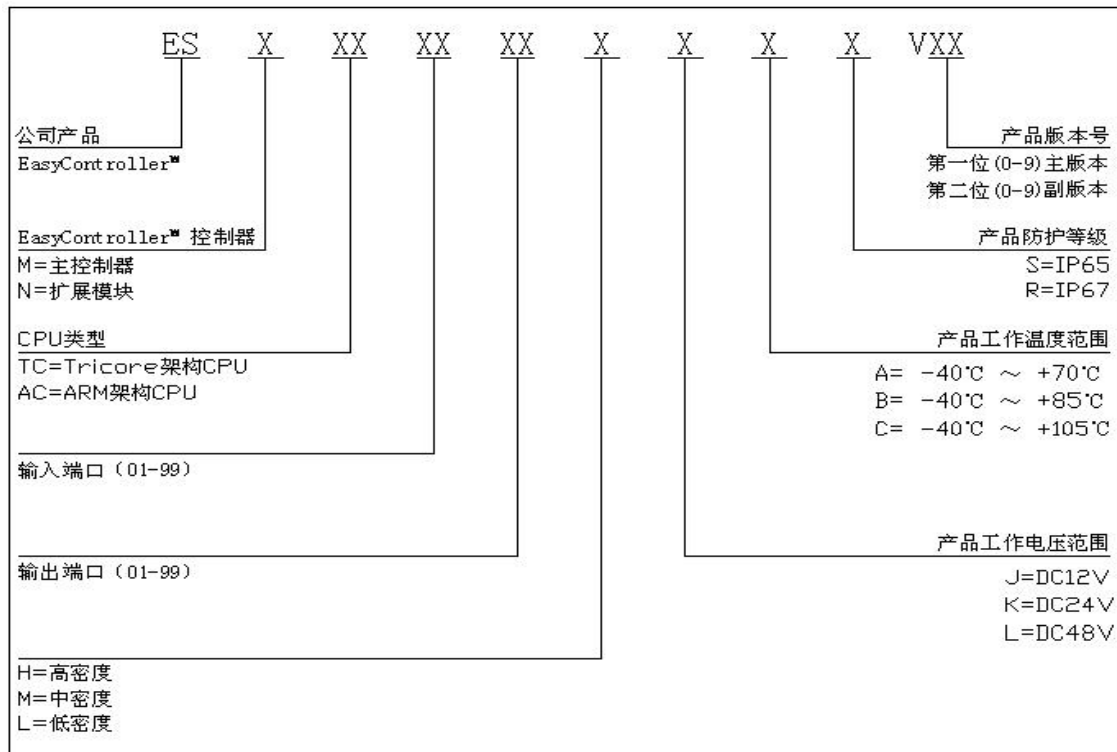 ES X XX XX XX X X X X VXX
公司产品
EasyController™
EasyController™ 控制器
M=主控制器
N=扩展模块
CPU类型
TC=Tricore架构CPU
AC=ARM架构CPU
输入端口（01-99）
输出端口（01-99）
H=高密度
M=中密度
L=低密度
产品版本号
第一位(0-9)主版本
第二位(0-9)副版本
产品防护等级
S=IP65
R=IP67
产品工作温度范围
A= -40℃ ～ +70℃
B= -40℃ ～ +85℃
C= -40℃ ～ +105℃
产品工作电压范围
J=DC12V
K=DC24V
L=DC48V